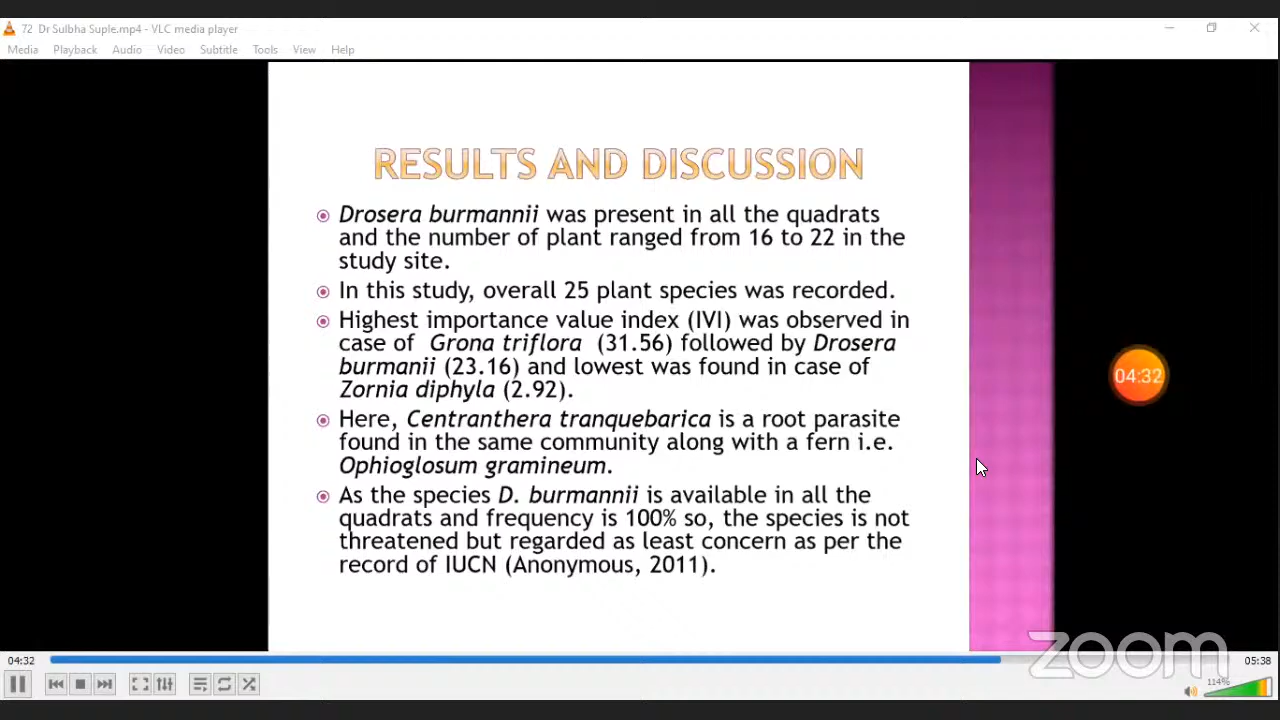 72 Dr Sulbha Suple.mp4 - VLC media player
Media Playback Audio Video Subtitle Tools View Help
RESULTS AND DISCUSSION
Drosera burmannii was present in all the quadrats
and the number of plant ranged from 16 to 22 in the
study site.
In this study, overall 25 plant species was recorded.
Highest importance value index (IVI) was observed in
case of Grona triflora (31.56) followed by Drosera
burmanii (23.16) and lowest was found in case of
Zornia diphyla (2.92).
Here, Centranthera tranquebarica is a root parasite
found in the same community along with a fern i.e.
Ophioglosum gramineum.
As the species D. burmannii is available in all the
quadrats and frequency is 100% so, the species is not
threatened but regarded as least concern as per the
record of IUCN (Anonymous, 2011).
04:32
zoom
04:32 05:38
114%